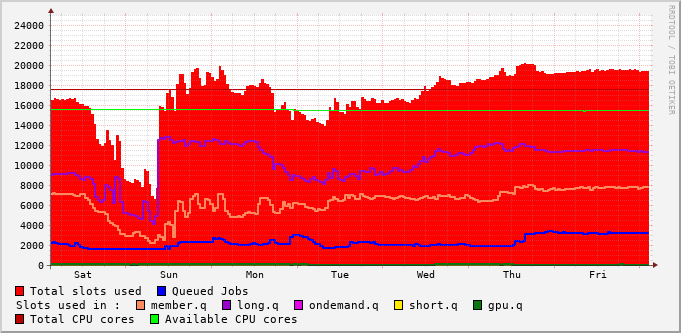 24000
22000
20000
18000
16000
14000
12000
10000
8000
6000
4000
2000
0
Sat Sun Mon Tue Wed Thu Fri
RRDTOOL / TOBI OETIKER
Total slots used Queued Jobs
Slots used in : member.q long.q ondemand.q short.q gpu.q
Total CPU cores Available CPU cores